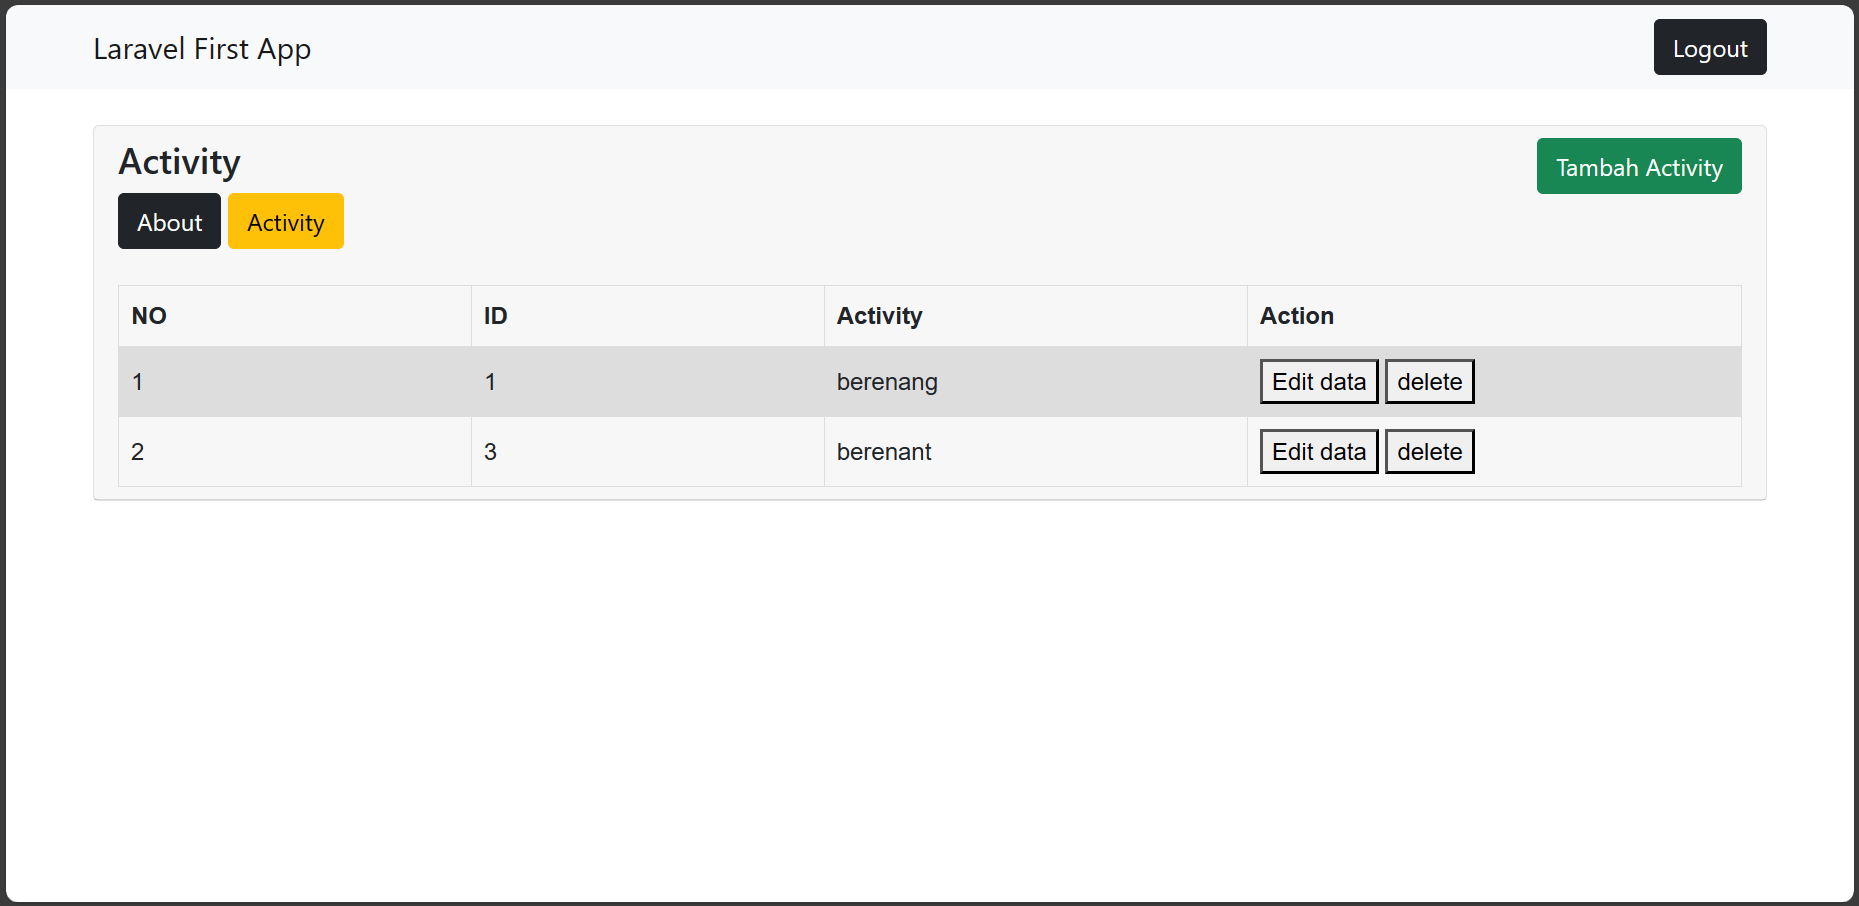 Laravel First App Logout
Activity Tambah Activity
About Activity
NO ID Activity Action
1 1 berenang Edit data delete
2 3 berenant Edit data delete